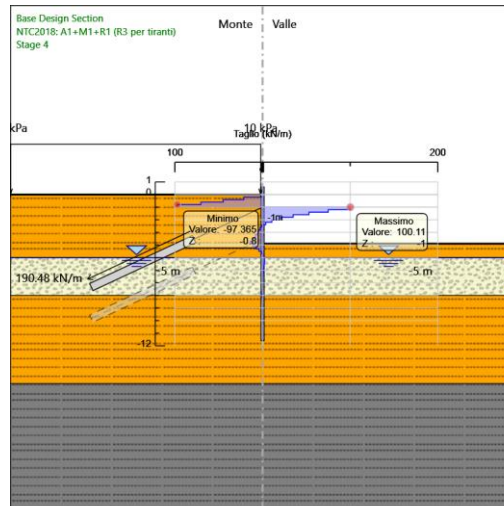 Base Design Section
NTC2018: A1+M1+R1 (R3 per tiranti)
Stage 4
Monte
Valle
kPa
10 kPa
Taglio (kN/m)
100
200
1
0
-1m
Minimo
Valore: -97.365
Z : -0.8
Massimo
Valore: 100.11
Z : -1
190.48 kN/m
-5 m
-5 m
-12